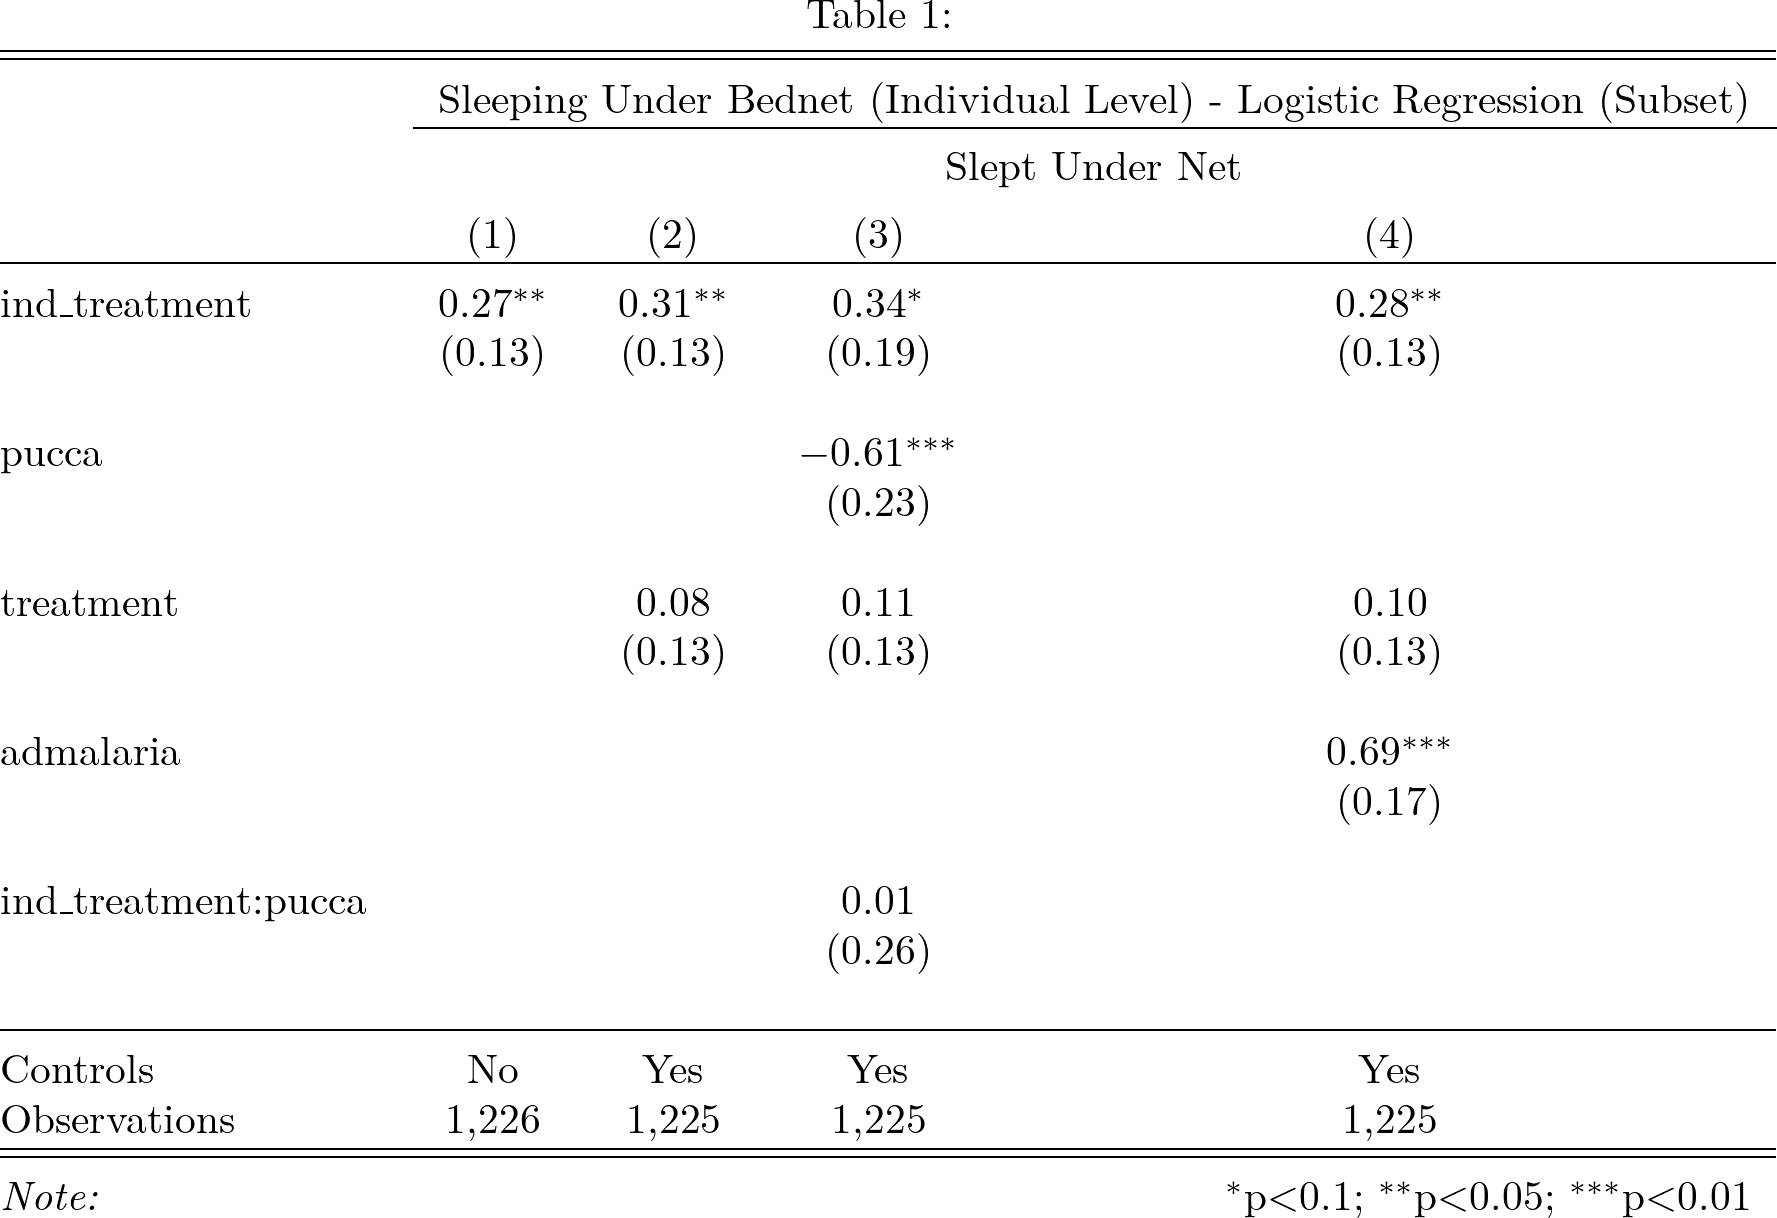 Table 1:
Sleeping Under Bednet (Individual Level) - Logistic Regression (Subset)
Slept Under Net
(1) (2) (3) (4)
ind_treatment 0.27** 0.31** 0.34* 0.28**
(0.13) (0.13) (0.19) (0.13)
pucca −0.61***
(0.23)
treatment 0.08 0.11 0.10
(0.13) (0.13) (0.13)
admalaria 0.69***
(0.17)
ind_treatment:pucca 0.01
(0.26)
Controls No Yes Yes Yes
Observations 1,226 1,225 1,225 1,225
Note: *p<0.1; **p<0.05; ***p<0.01